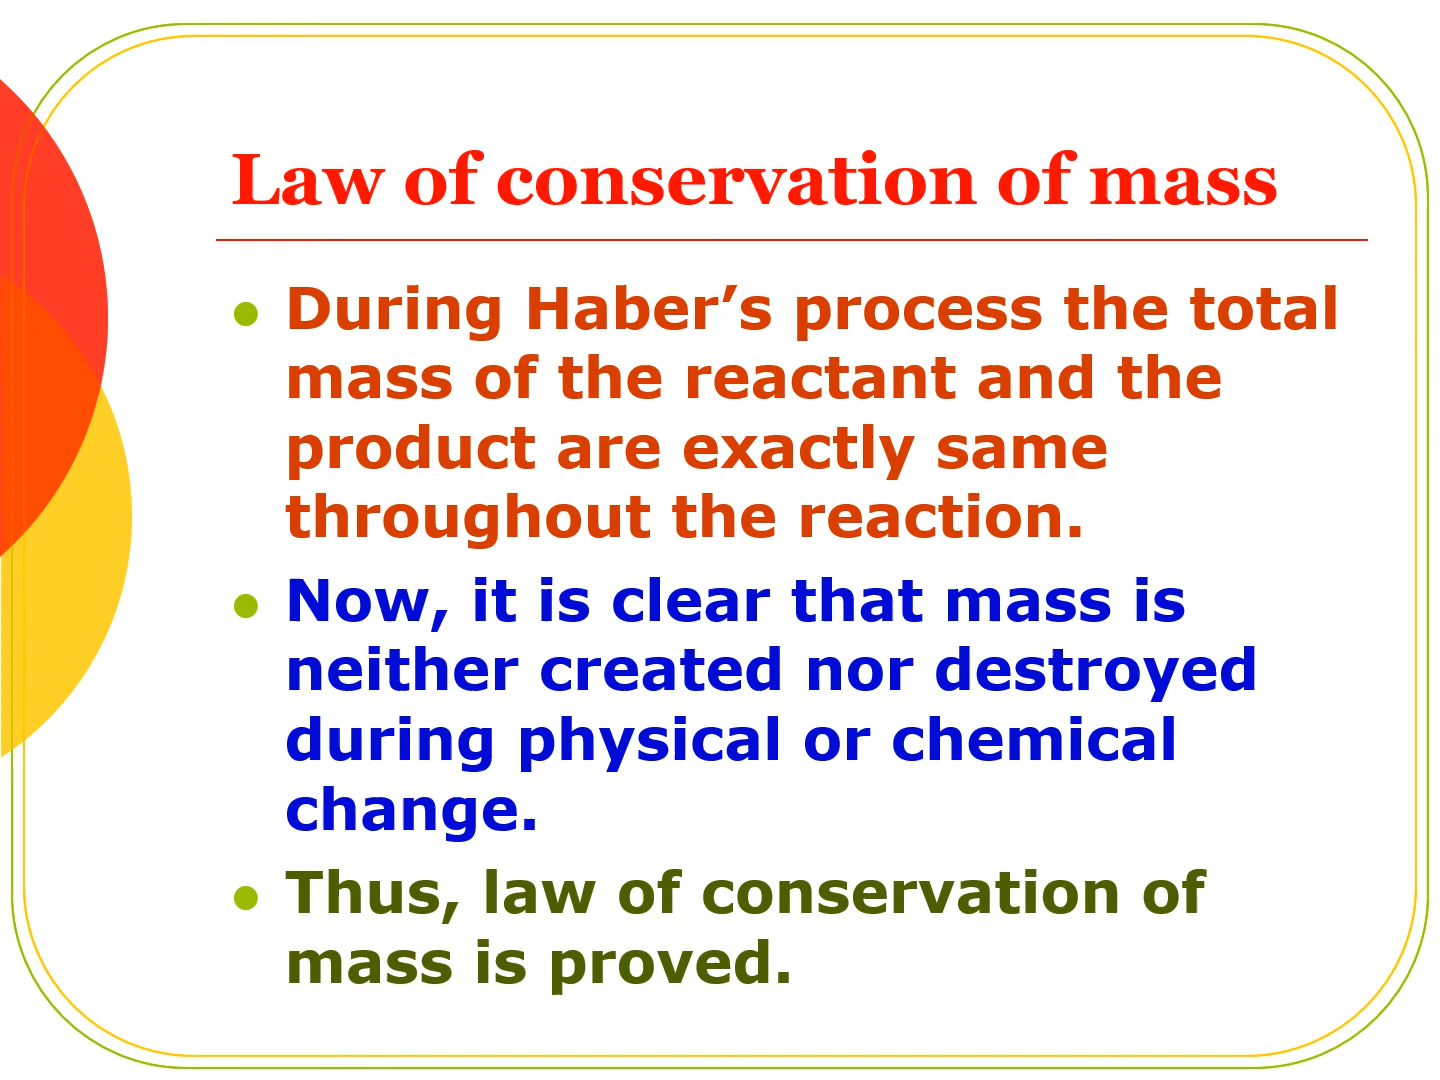 Law of conservation of mass
During Haber’s process the total
mass of the reactant and the
product are exactly same
throughout the reaction.
Now, it is clear that mass is
neither created nor destroyed
during physical or chemical
change.
Thus, law of conservation of
mass is proved.